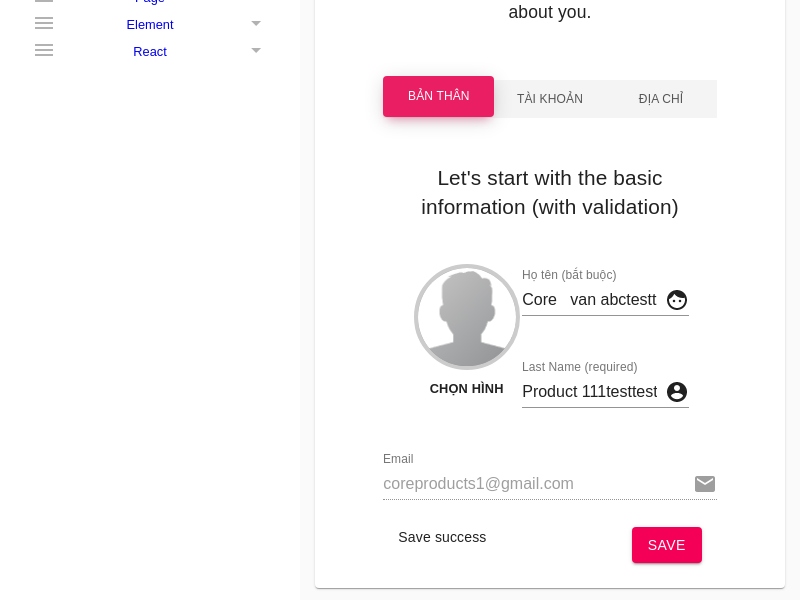 Page
Element
React
about you.
BẢN THÂN
TÀI KHOẢN
ĐỊA CHỈ
Let's start with the basic
information (with validation)
Họ tên (bắt buộc)
Core van abctestt
CHỌN HÌNH
Last Name (required)
Product 111testtest
Email
coreproducts1@gmail.com
Save success
SAVE